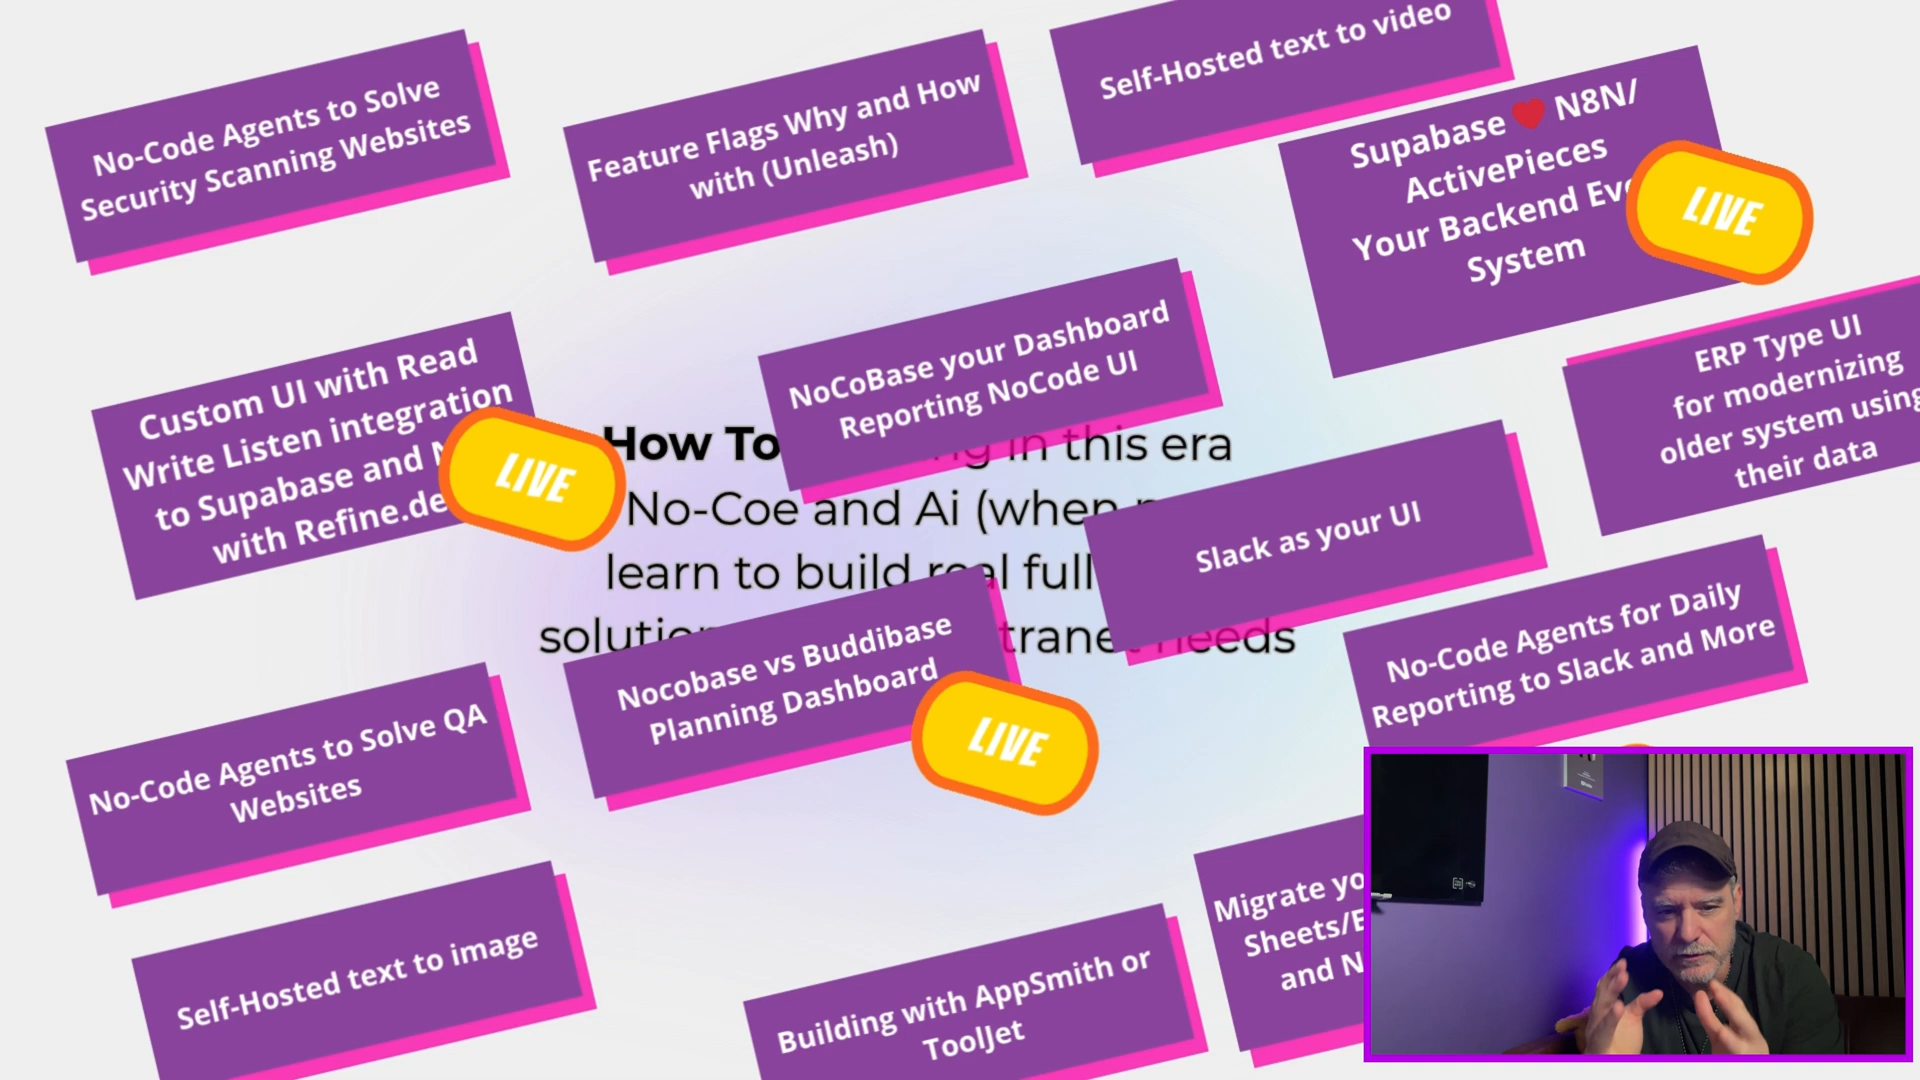 No-Code Agents to Solve
Security Scanning Websites
Feature Flags Why and How
with (Unleash)
Self-Hosted text to video
Supabase ❤ N8N/
ActivePieces
Your Backend
System
LIVE
Custom UI with Read
Write Listen integration
to Supabase and
with Refine.de
LIVE
NoCoBase your Dashboard
Reporting NoCode UI
ERP Type UI
for modernizing
older system using
their data
How To in this era
No-Coe and Ai (when
learn to build real full
needs
Slack as your UI
Nocobase vs Buddibase
Planning Dashboard
LIVE
No-Code Agents for Daily
Reporting to Slack and More
No-Code Agents to Solve QA
Websites
Self-Hosted text to image
Building with AppSmith or
ToolJet
Migrate
Sheets/
and